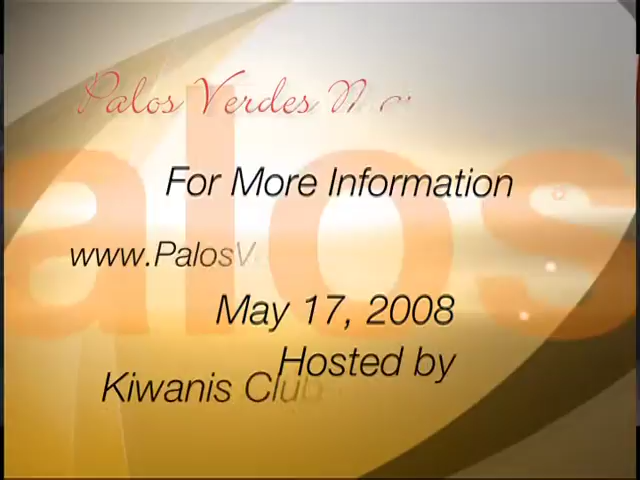 Palos Verdes
For More Information
www.PalosV
May 17, 2008
Hosted by
Kiwanis Club
alos